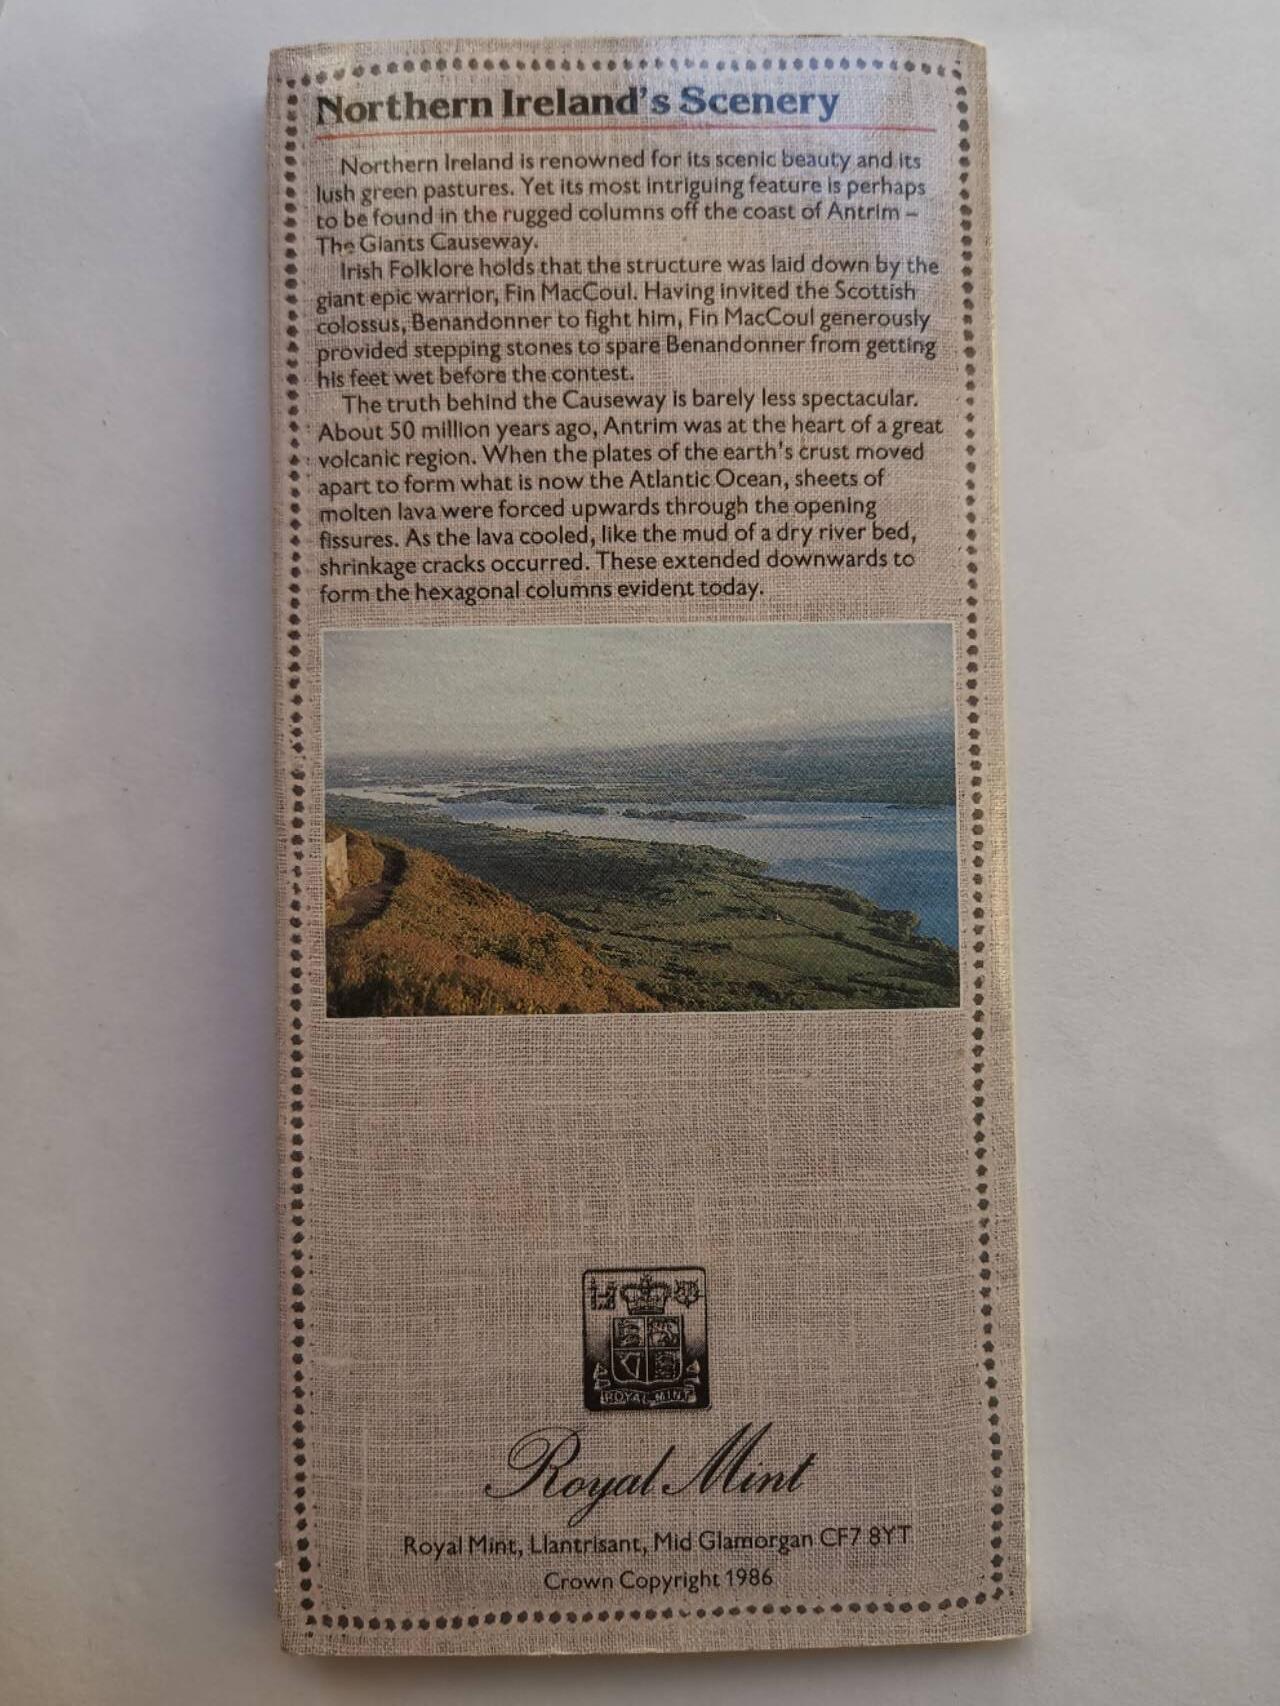 Northern Ireland's Scenery
Northern Ireland is renowned for its scenic beauty and its
lush green pastures. Yet its most intriguing feature is perhaps
to be found in the rugged columns off the coast of Antrim –
The Giants Causeway.
Irish Folklore holds that the structure was laid down by the
giant epic warrior, Fin MacCoul. Having invited the Scottish
colossus, Benandonner to fight him, Fin MacCoul generously
provided stepping stones to spare Benandonner from getting
his feet wet before the contest.
The truth behind the Causeway is barely less spectacular.
About 50 million years ago, Antrim was at the heart of a great
volcanic region. When the plates of the earth's crust moved
apart to form what is now the Atlantic Ocean, sheets of
molten lava were forced upwards through the opening
fissures. As the lava cooled, like the mud of a dry river bed,
shrinkage cracks occurred. These extended downwards to
form the hexagonal columns evident today.
ROYAL MINT
Royal Mint
Royal Mint, Llantrisant, Mid Glamorgan CF7 8YT
Crown Copyright 1986